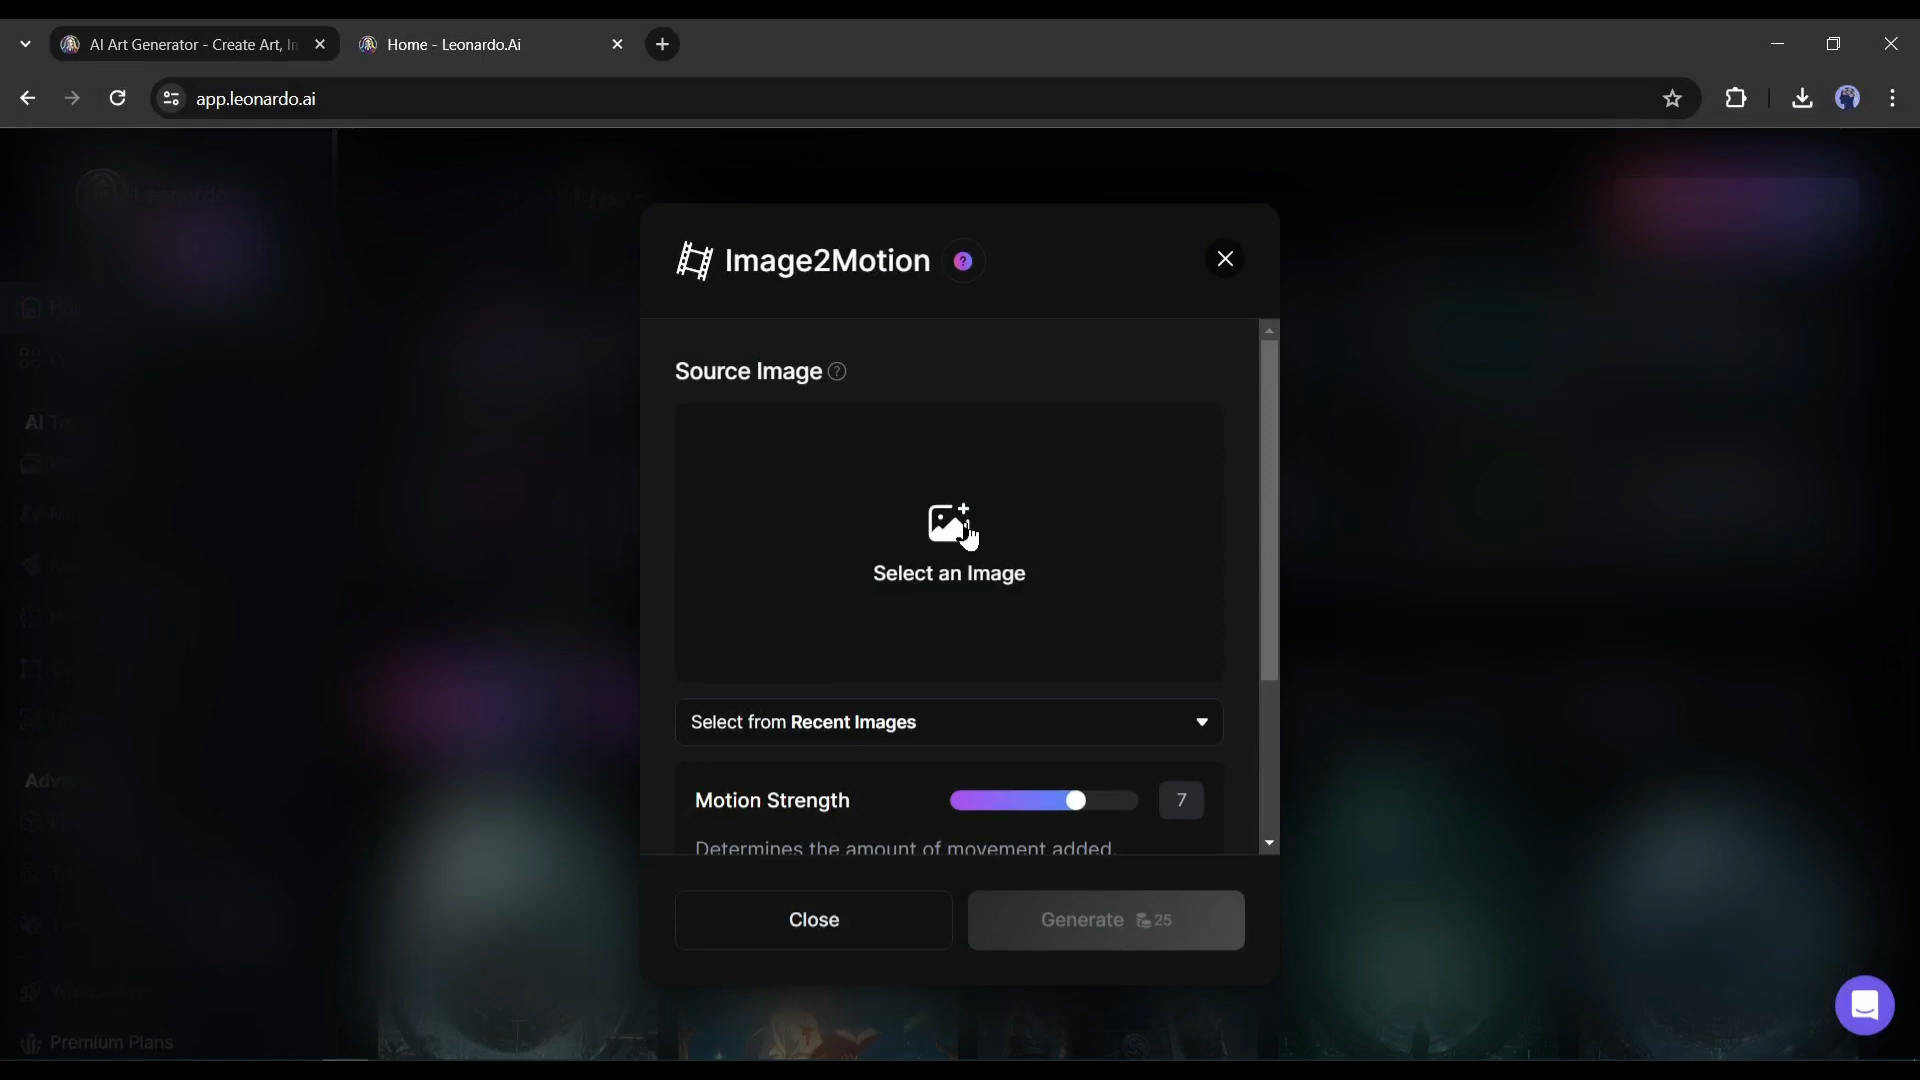 AI Art Generator - Create Art, In
Home - Leonardo.Ai
app.leonardo.ai
Leonardo
Image2Motion ?
Source Image ?
Select an Image
Select from Recent Images
Motion Strength 7
Determines the amount of movement added.
Close
Generate 25
Premium Plans